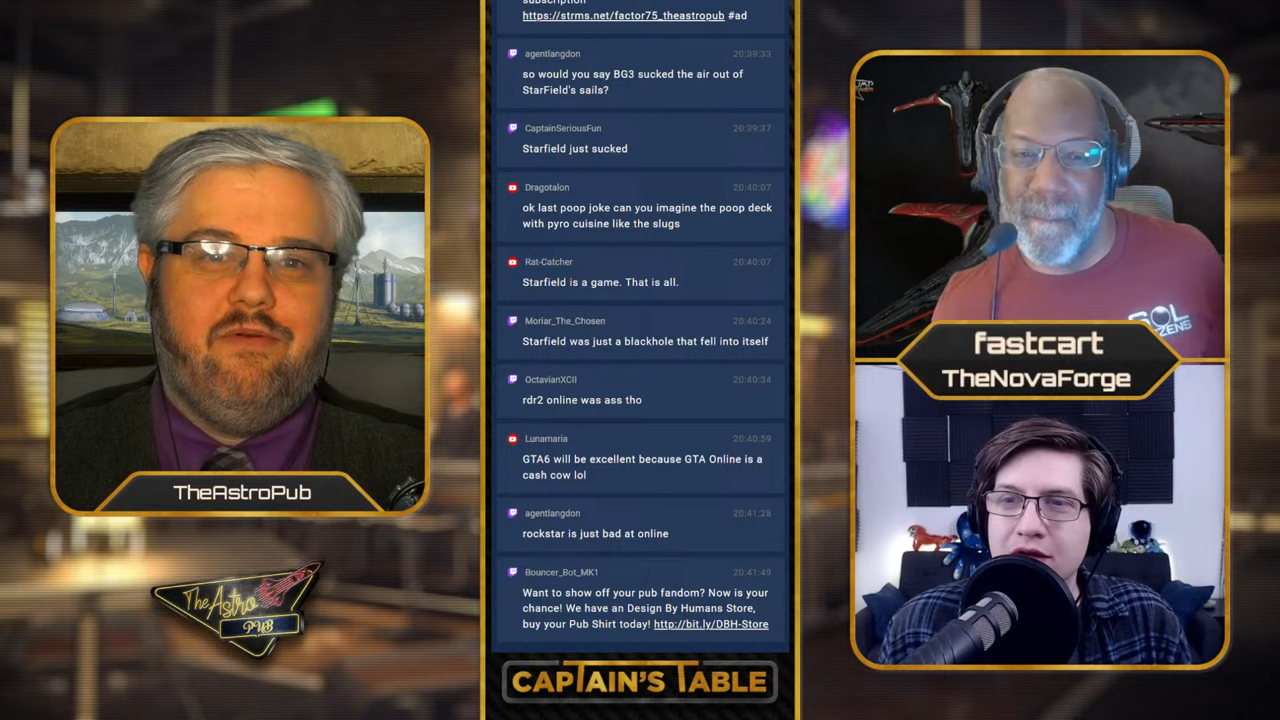 subscription
https://strms.net/factor75_theastropub #ad
agentlangdon 20:39:33
so would you say BG3 sucked the air out of
StarField's sails?
CaptainSeriousFun 20:39:37
Starfield just sucked
Dragotalon 20:40:07
ok last poop joke can you imagine the poop deck
with pyro cuisine like the slugs
Rat-Catcher 20:40:07
Starfield is a game. That is all.
Moriar_The_Chosen 20:40:24
Starfield was just a blackhole that fell into itself
OctavianXCII 20:40:34
rdr2 online was ass tho
Lunamaria 20:40:59
GTA6 will be excellent because GTA Online is a
cash cow lol
agentlangdon 20:41:28
rockstar is just bad at online
Bouncer_Bot_MK1 20:41:49
Want to show off your pub fandom? Now is your
chance! We have an Design By Humans Store,
buy your Pub Shirt today! http://bit.ly/DBH-Store
CAPTAIN'S TABLE
TheAstroPub
The Astro
PUB
SOL
fastcart
TheNovaForge